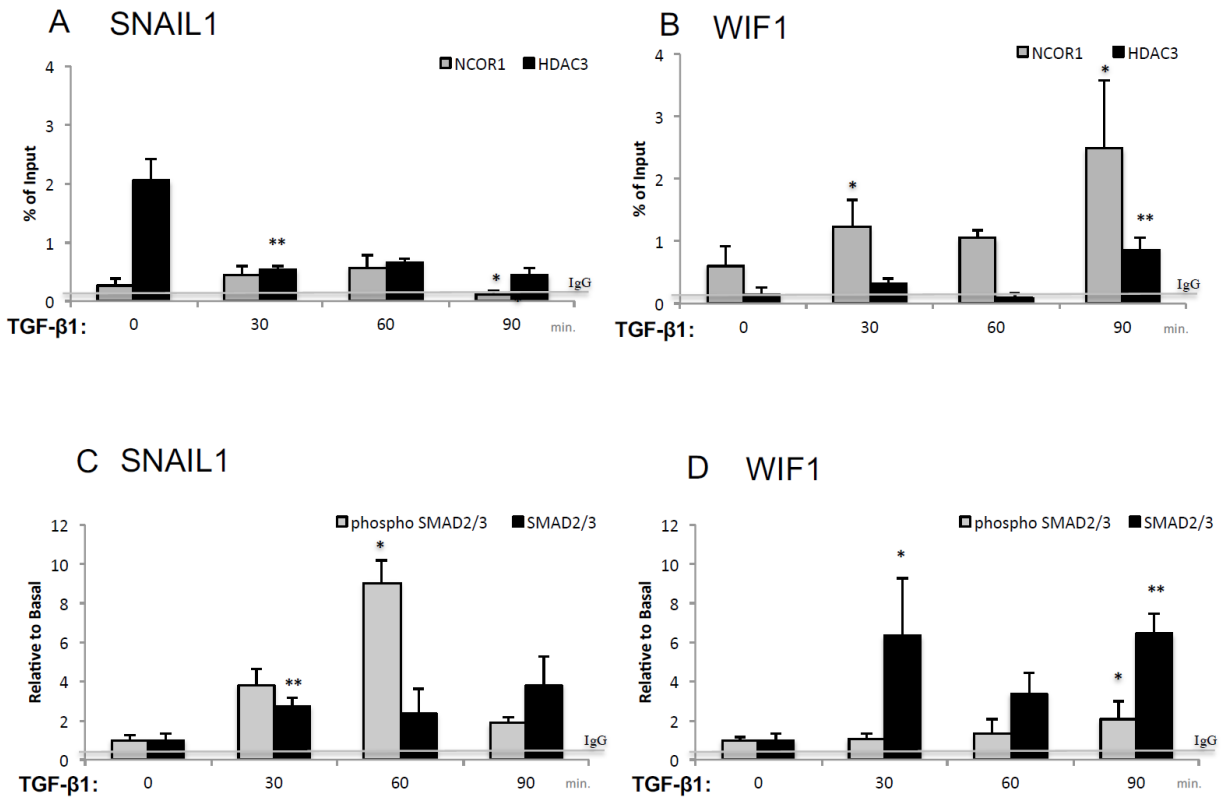 A SNAIL1
NCOR1 HDAC3
4
3
2
1
0
% of Input
**
*
IgG
TGF-β1: 0 30 60 90 min.
B WIF1
NCOR1 HDAC3
4
3
2
1
0
% of Input
*
*
**
IgG
TGF-β1: 0 30 60 90 min.
C SNAIL1
phospho SMAD2/3 SMAD2/3
12
10
8
6
4
2
0
Relative to Basal
**
*
IgG
TGF-β1: 0 30 60 90 min.
D WIF1
phospho SMAD2/3 SMAD2/3
12
10
8
6
4
2
0
Relative to Basal
*
*
**
IgG
TGF-β1: 0 30 60 90 min.